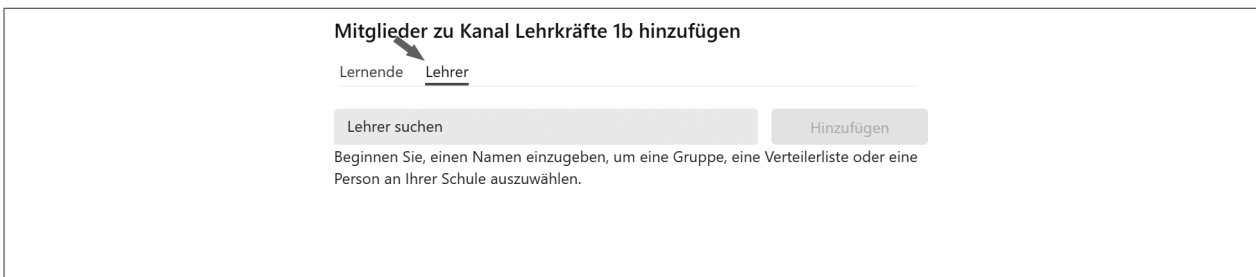 Mitglieder zu Kanal Lehrkräfte 1b hinzufügen
Lernende Lehrer
Lehrer suchen Hinzufügen
Beginnen Sie, einen Namen einzugeben, um eine Gruppe, eine Verteilerliste oder eine
Person an Ihrer Schule auszuwählen.